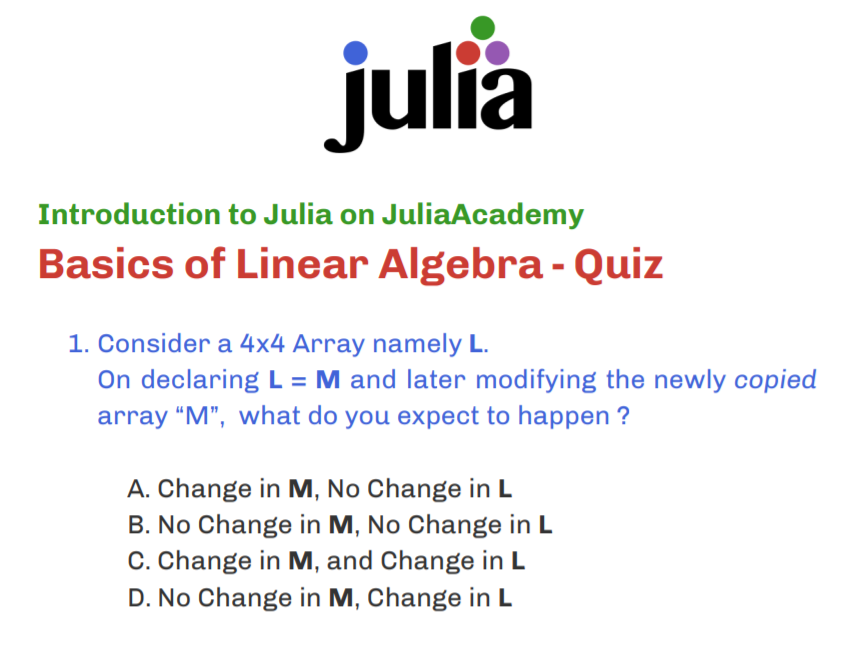 julia
Introduction to Julia on JuliaAcademy
Basics of Linear Algebra - Quiz
1. Consider a 4x4 Array namely L.
On declaring L = M and later modifying the newly copied
array “M”, what do you expect to happen ?
A. Change in M, No Change in L
B. No Change in M, No Change in L
C. Change in M, and Change in L
D. No Change in M, Change in L